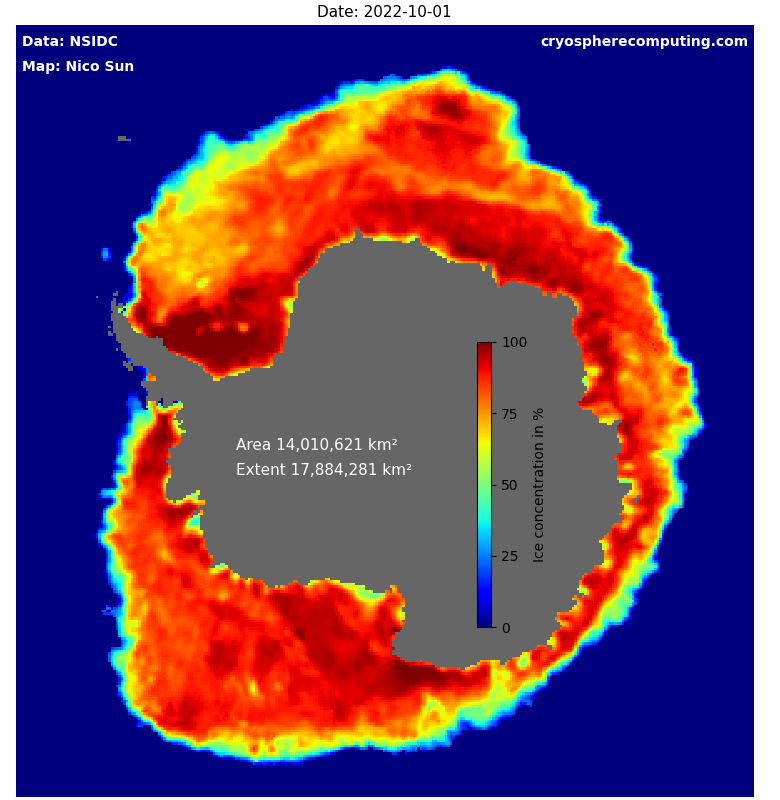 Date: 2022-10-01
Data: NSIDC
cryospherecomputing.com
Map: Nico Sun
Area 14,010,621 km²
Extent 17,884,281 km²
100
75
50
25
0
Ice concentration in %